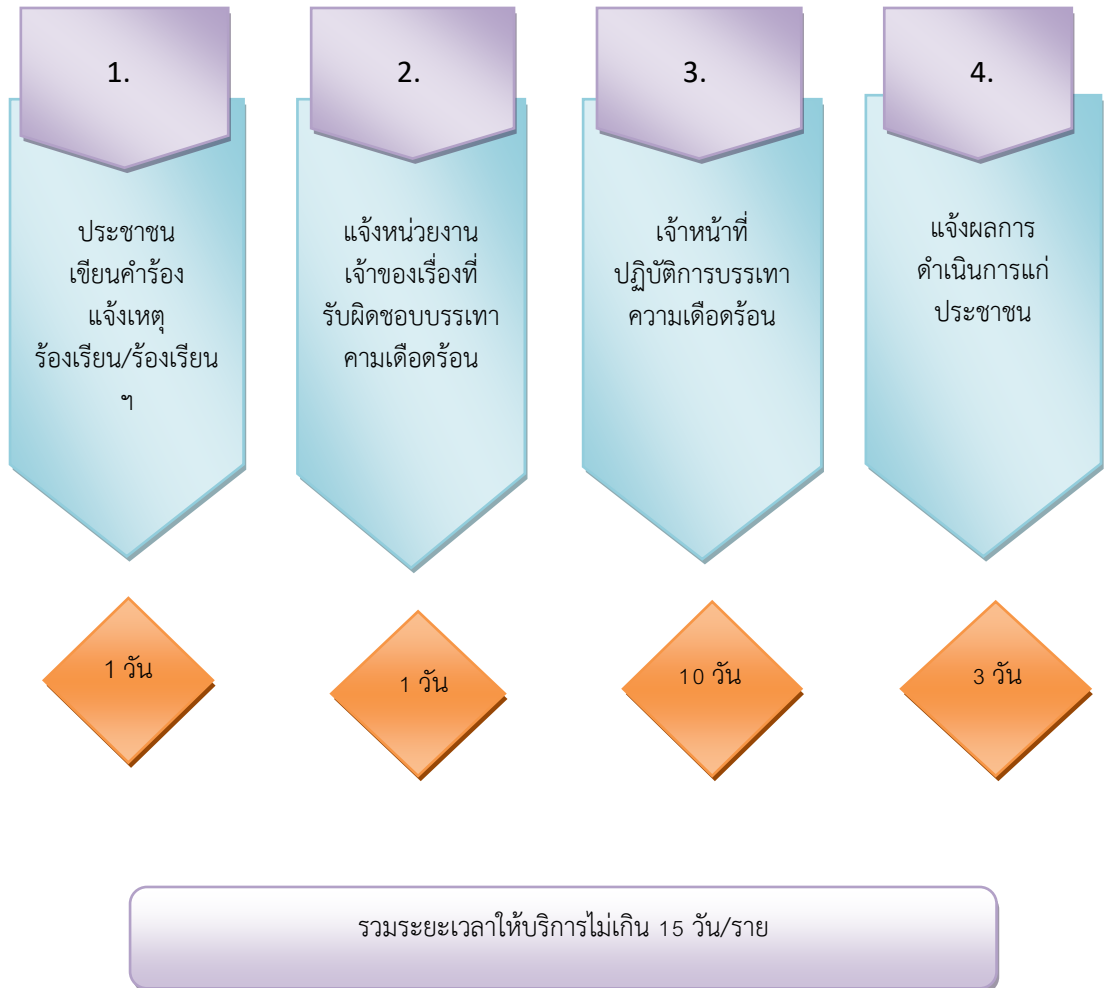 1.
ประชาชน
เขียนคำร้อง
แจ้งเหตุ
ร้องเรียน/ร้องเรียน
ฯ
1 วัน
2.
แจ้งหน่วยงาน
เจ้าของเรื่องที่
รับผิดชอบบรรเทา
คามเดือดร้อน
1 วัน
3.
เจ้าหน้าที่
ปฏิบัติการบรรเทา
ความเดือดร้อน
10 วัน
4.
แจ้งผลการ
ดำเนินการแก่
ประชาชน
3 วัน
รวมระยะเวลาให้บริการไม่เกิน 15 วัน/ราย